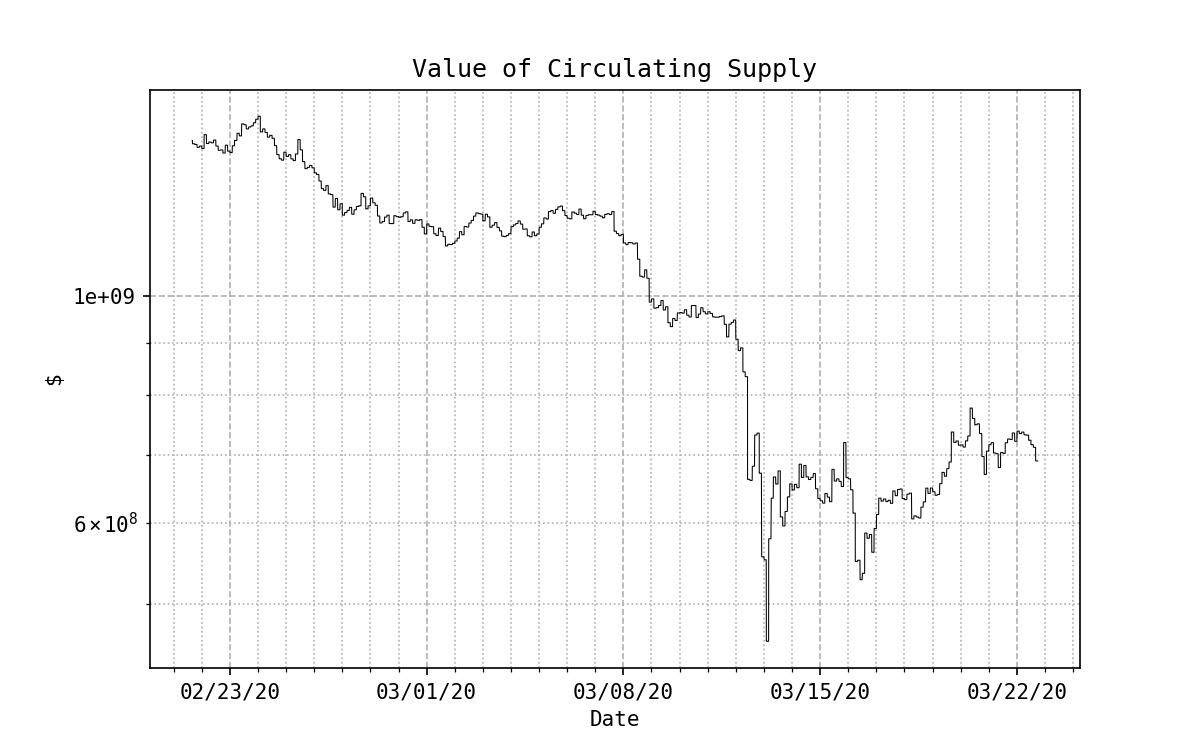 Value of Circulating Supply
1e+09
$
6×10⁸
02/23/20 03/01/20 03/08/20 03/15/20 03/22/20
Date